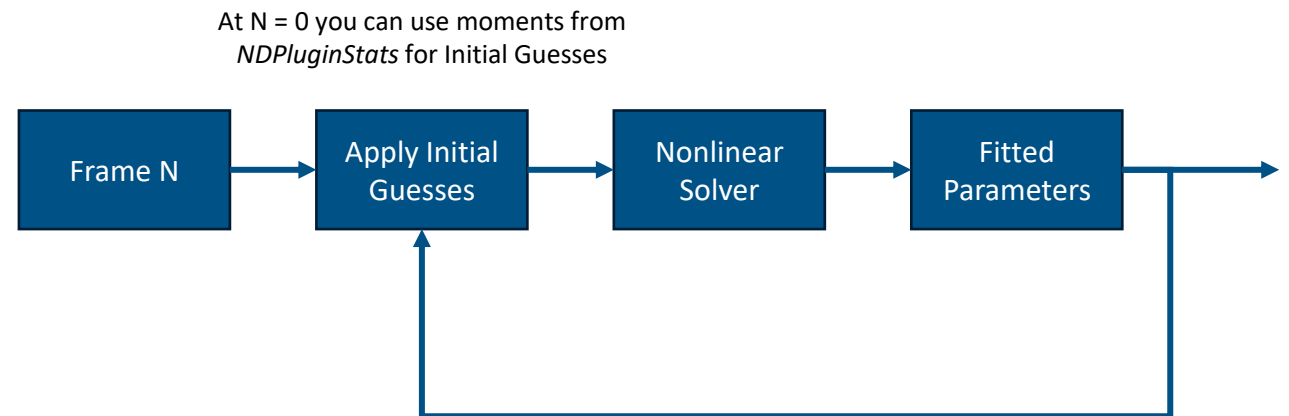 At N = 0 you can use moments from
NDPluginStats for Initial Guesses
Frame N
Apply Initial
Guesses
Nonlinear
Solver
Fitted
Parameters